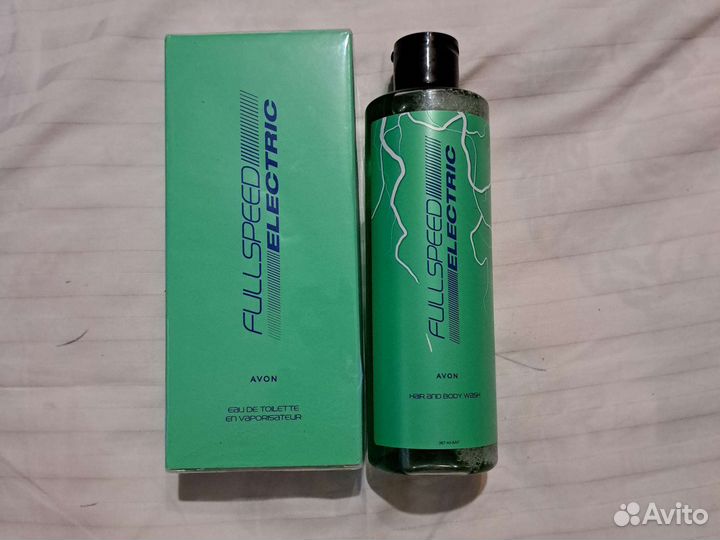 FULLSPEED
ELECTRIC
AVON
EAU DE TOILETTE
EN VAPORISATEUR
FULLSPEED
ELECTRIC
AVON
HAIR AND BODY WASH
Avito